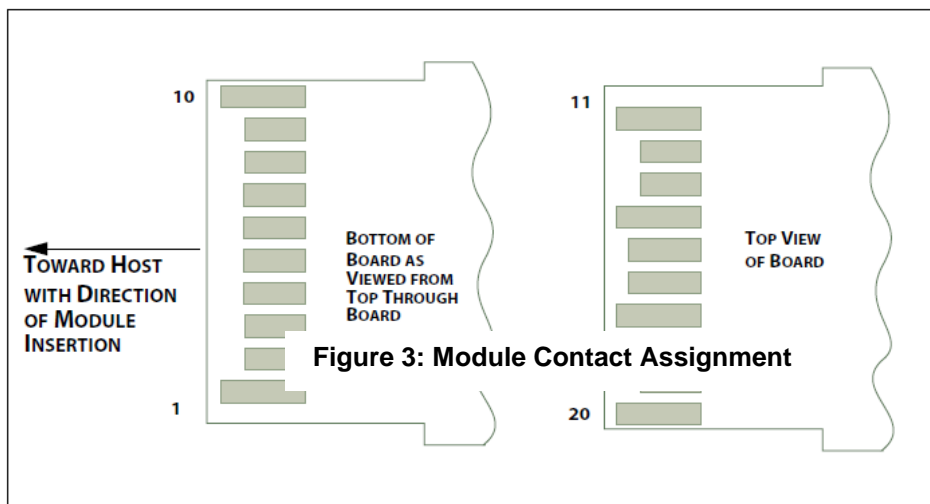 10
1
TOWARD HOST
WITH DIRECTION
OF MODULE
INSERTION
BOTTOM OF
BOARD AS
VIEWED FROM
TOP THROUGH
BOARD
11
20
TOP VIEW
OF BOARD
Figure 3: Module Contact Assignment